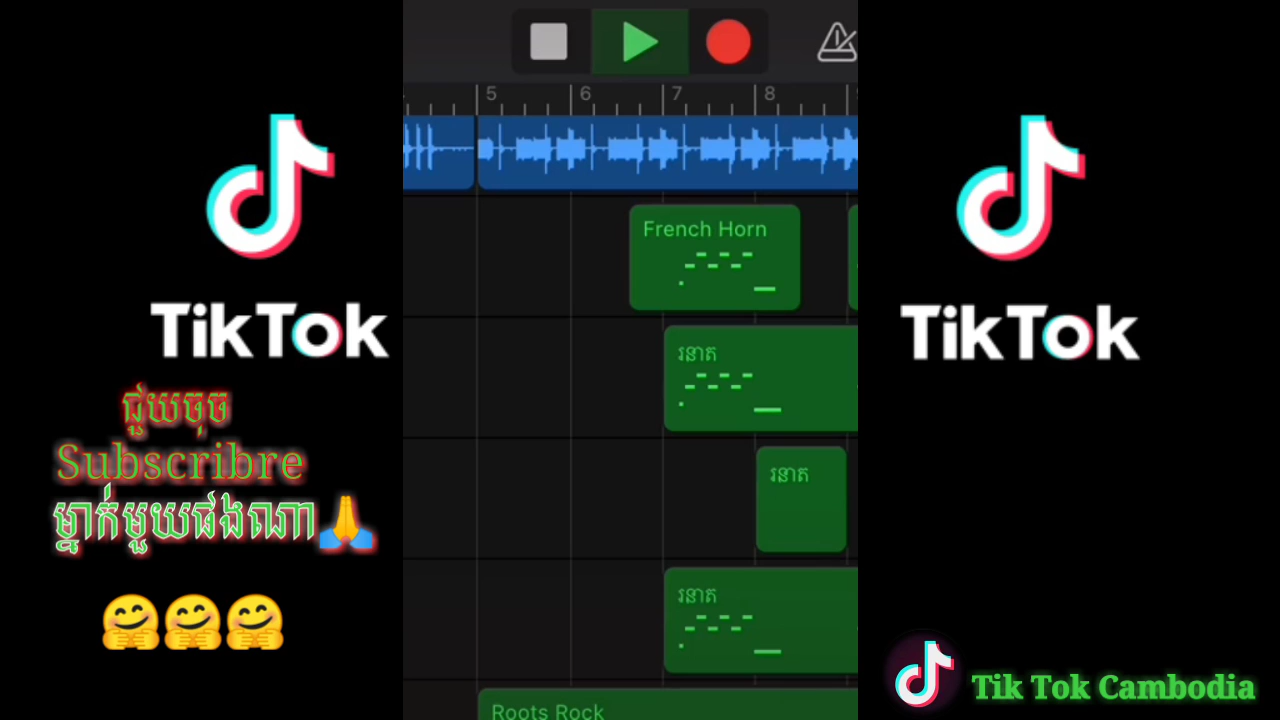 TikTok
ជួយចុច
Subscribre
ម្នាក់មួយផងណា🙏
🤗🤗🤗
5 6 7 8
French Horn
រនាត
រនាត
រនាត
Roots Rock
TikTok
Tik Tok Cambodia